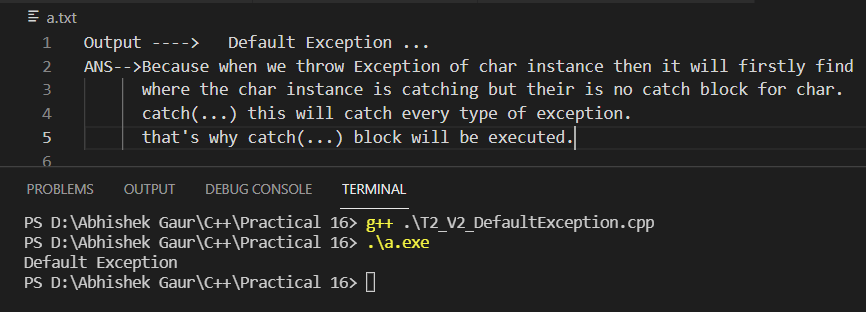 a.txt
1 Output ----> Default Exception ...
2 ANS-->Because when we throw Exception of char instance then it will firstly find
3 where the char instance is catching but their is no catch block for char.
4 catch(...) this will catch every type of exception.
5 that's why catch(...) block will be executed.
6
PROBLEMS OUTPUT DEBUG CONSOLE TERMINAL
PS D:\Abhishek Gaur\C++\Practical 16> g++ .\T2_V2_DefaultException.cpp
PS D:\Abhishek Gaur\C++\Practical 16> .\a.exe
Default Exception
PS D:\Abhishek Gaur\C++\Practical 16>